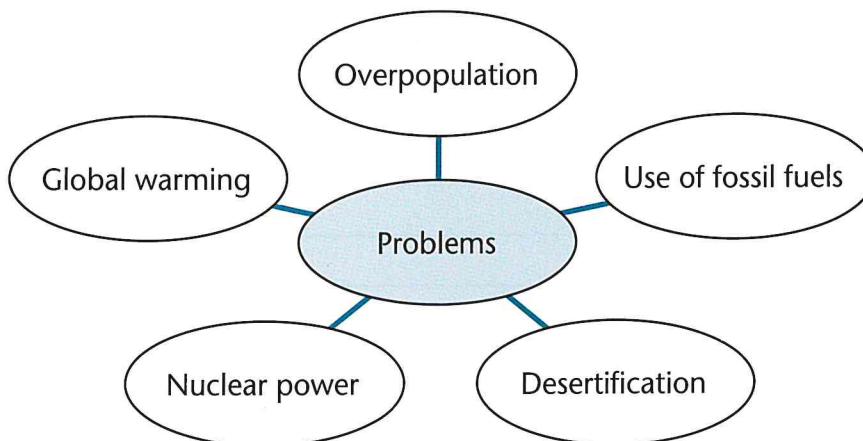 Overpopulation
Global warming
Use of fossil fuels
Problems
Nuclear power
Desertification